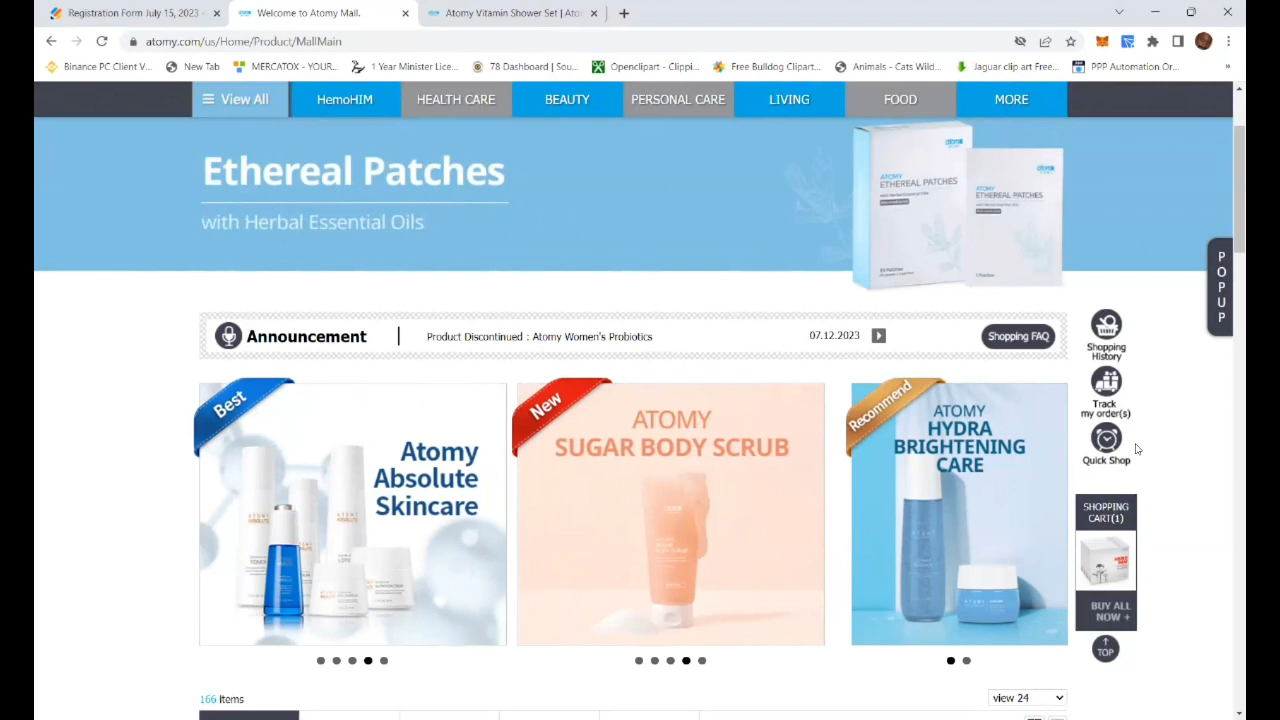 Registration Form July 15, 2023
Welcome to Atomy Mall.
Atomy Vitamin Shower Set | Ato
atomy.com/us/Home/Product/MallMain
Binance PC Client V...
New Tab
MERCATOX - YOUR...
1 Year Minister Lice...
78 Dashboard | Sou...
Openclipart - Clippi...
Free Bulldog Clipart...
Animals - Cats Wild...
Jaguar clip art Free...
PPP Automation Or...
»
View All
HemoHIM
HEALTH CARE
BEAUTY
PERSONAL CARE
LIVING
FOOD
MORE
Ethereal Patches
with Herbal Essential Oils
ATOMY
ETHEREAL PATCHES
ATOMY
ETHEREAL PATCHES
POPUP
Announcement
Product Discontinued : Atomy Women's Probiotics
07.12.2023
Shopping FAQ
Shopping
History
Track
my order(s)
Quick Shop
Best
Atomy
Absolute
Skincare
New
ATOMY
SUGAR BODY SCRUB
Recommend
ATOMY
HYDRA
BRIGHTENING
CARE
SHOPPING
CART(1)
BUY ALL
NOW +
TOP
166 items
view 24